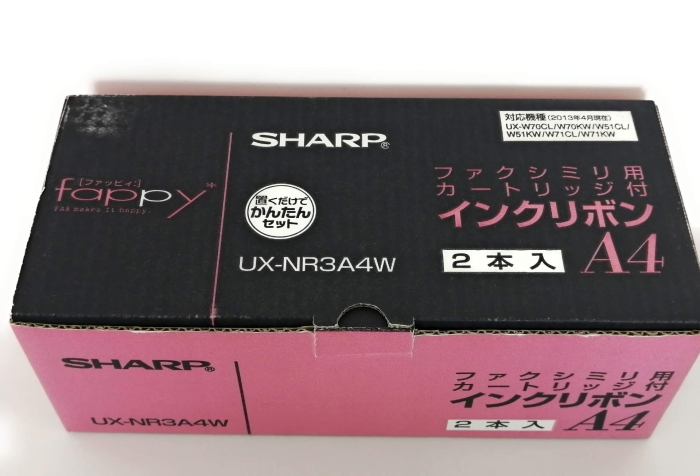 対応機種(2013年4月現在)
UX-W70CL/W70KW/W51CL/
W51KW/W71CL/W71KW
SHARP®
ファクシミリ用
カートリッジ付
インクリボン
2本入 A4
[ファッピィ:]
fappy*
FAX makes it happy.
置くだけで
かんたん
セット
UX-NR3A4W
SHARP®
UX-NR3A4W
ファクシミリ用
カートリッジ付
インクリボン
2本入 A4